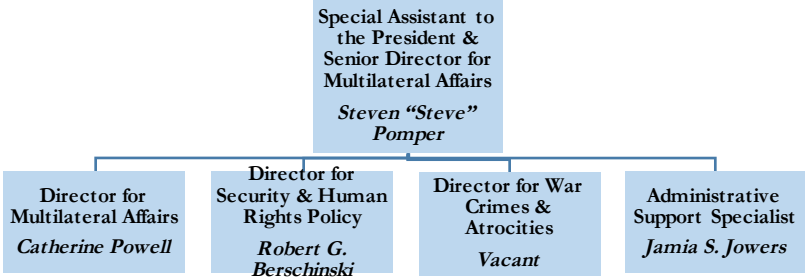 Special Assistant to
the President &
Senior Director for
Multilateral Affairs
Steven “Steve”
Pomper
Director for
Multilateral Affairs
Catherine Powell
Director for
Security & Human
Rights Policy
Robert G.
Berschinski
Director for War
Crimes &
Atrocities
Vacant
Administrative
Support Specialist
Jamia S. Jowers